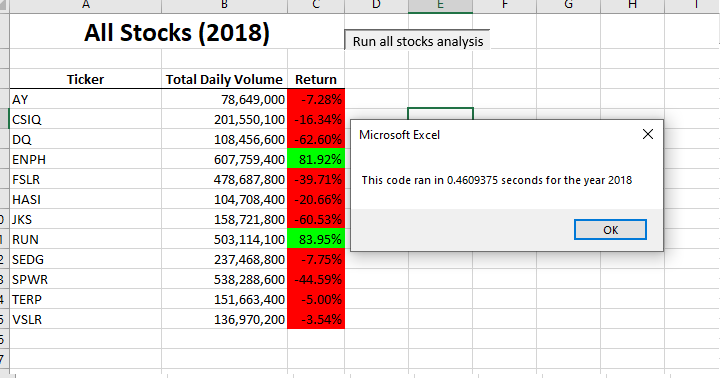 A B C D E F G H I
All Stocks (2018)
Run all stocks analysis
Ticker Total Daily Volume Return
AY 78,649,000 -7.28%
CSIQ 201,550,100 -16.34%
DQ 108,456,600 -62.60%
ENPH 607,759,400 81.92%
FSLR 478,687,800 -39.71%
HASI 104,708,400 -20.66%
JKS 158,721,800 -60.53%
RUN 503,114,100 83.95%
SEDG 237,468,800 -7.75%
SPWR 538,288,600 -44.59%
TERP 151,663,400 -5.00%
VSLR 136,970,200 -3.54%
Microsoft Excel
This code ran in 0.4609375 seconds for the year 2018
OK